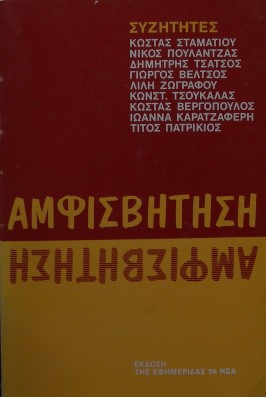 ΣΥΖΗΤΗΤΕΣ
ΚΩΣΤΑΣ ΣΤΑΜΑΤΙΟΥ
ΝΙΚΟΣ ΠΟΥΛΑΝΤΖΑΣ
ΔΗΜΗΤΡΗΣ ΤΣΑΤΣΟΣ
ΓΙΩΡΓΟΣ ΒΕΛΤΣΟΣ
ΛΙΛΗ ΖΩΓΡΑΦΟΥ
ΚΩΝΣΤ. ΤΣΟΥΚΑΛΑΣ
ΚΩΣΤΑΣ ΒΕΡΓΟΠΟΥΛΟΣ
ΙΩΑΝΝΑ ΚΑΡΑΤΖΑΦΕΡΗ
ΤΙΤΟΣ ΠΑΤΡΙΚΙΟΣ
ΑΜΦΙΣΒΗΤΗΣΗ
ΑΜΦΙΣΒΗΤΗΣΗ
ΕΚΔΟΣΗ
ΤΗΣ ΕΦΗΜΕΡΙΔΑΣ ΤΑ ΝΕΑ